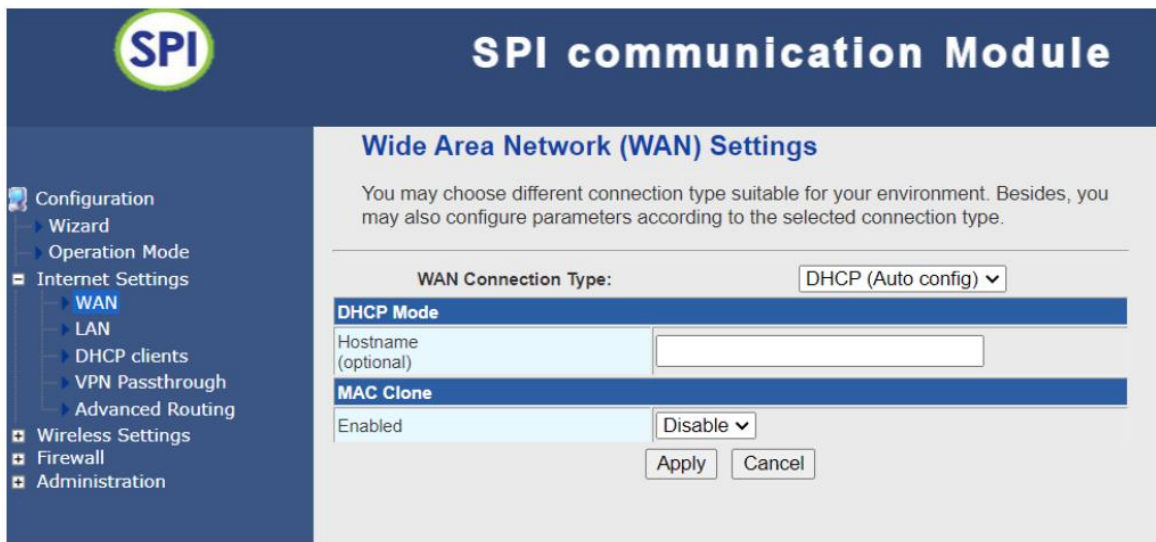 SPI
SPI communication Module
Configuration
Wizard
Operation Mode
Internet Settings
WAN
LAN
DHCP clients
VPN Passthrough
Advanced Routing
Wireless Settings
Firewall
Administration
Wide Area Network (WAN) Settings
You may choose different connection type suitable for your environment. Besides, you
may also configure parameters according to the selected connection type.
WAN Connection Type: DHCP (Auto config)
DHCP Mode
Hostname
(optional)
MAC Clone
Enabled Disable
Apply Cancel